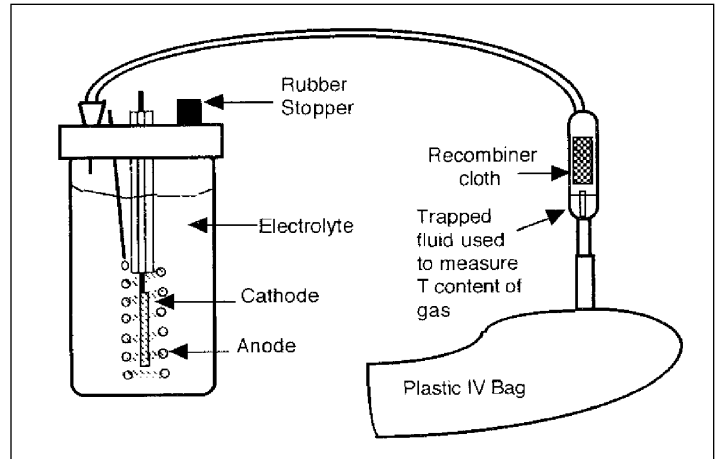 Rubber
Stopper
Recombiner
cloth
Electrolyte
Trapped
fluid used
to measure
T content of
gas
Cathode
Anode
Plastic IV Bag